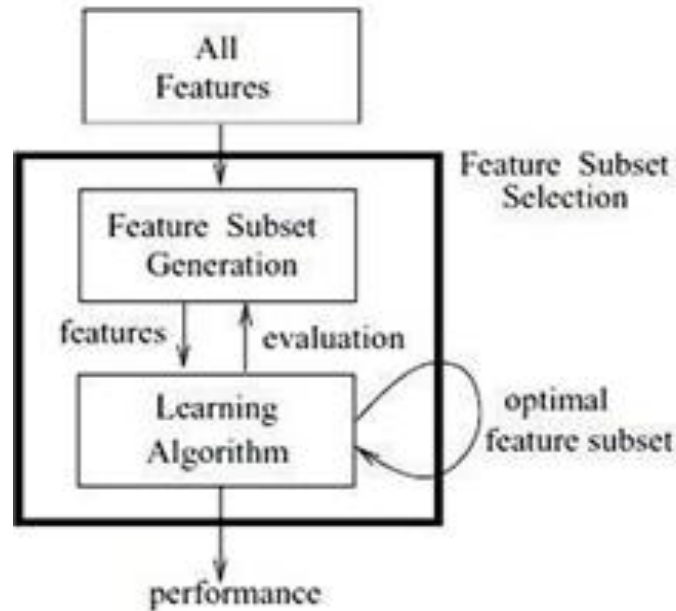 All
Features
Feature Subset
Selection
Feature Subset
Generation
features
evaluation
Learning
Algorithm
optimal
feature subset
performance